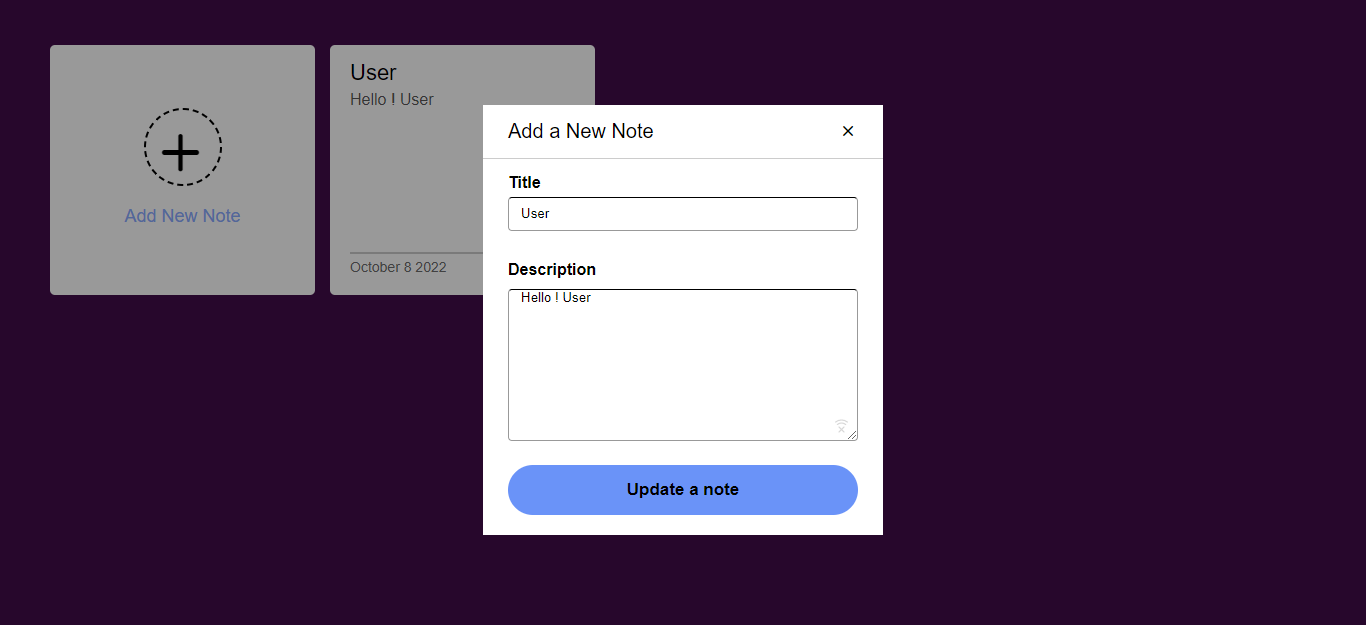 Add New Note
User
Hello ! User
October 8 2022
Add a New Note
Title
User
Description
Hello ! User
Update a note